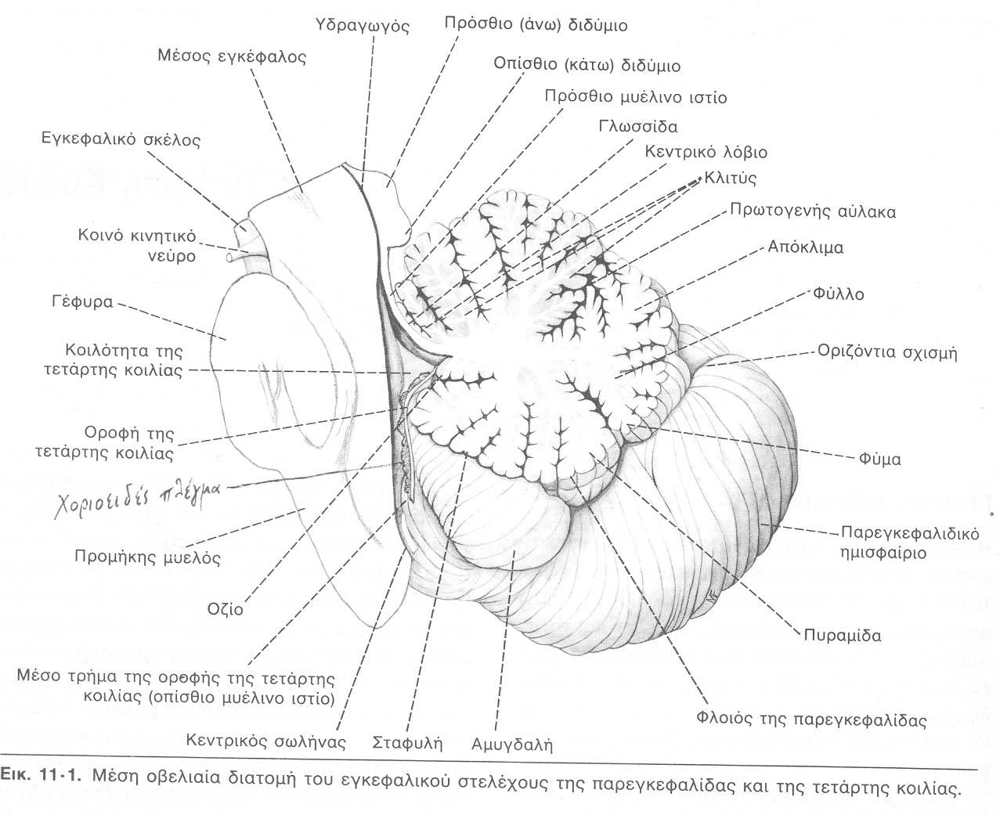 Υδραγωγός
Πρόσθιο (άνω) διδύμιο
Μέσος εγκέφαλος
Οπίσθιο (κάτω) διδύμιο
Πρόσθιο μυέλινο ιστίο
Γλωσσίδα
Εγκεφαλικό σκέλος
Κεντρικό λόβιο
Κλιτύς
Πρωτογενής αύλακα
Κοινό κινητικό
νεύρο
Απόκλιμα
Γέφυρα
Φύλλο
Κοιλότητα της
τετάρτης κοιλίας
Οριζόντια σχισμή
Οροφή της
τετάρτης κοιλίας
Φύμα
Χοριοειδές πλέγμα
Παρεγκεφαλιδικό
ημισφαίριο
Προμήκης μυελός
Οζίο
Πυραμίδα
Μέσο τρήμα της οροφής της τετάρτης
κοιλίας (οπίσθιο μυέλινο ιστίο)
Φλοιός της παρεγκεφαλίδας
Κεντρικός σωλήνας
Σταφυλή
Αμυγδαλή
Εικ. 11-1. Μέση οβελιαία διατομή του εγκεφαλικού στελέχους της παρεγκεφαλίδας και της τετάρτης κοιλίας.